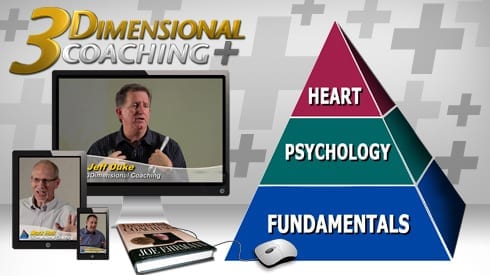 3Dimensional
COACHING
HEART
PSYCHOLOGY
FUNDAMENTALS
Jeff Duke
3Dimensional Coaching
JOE EHRMANN